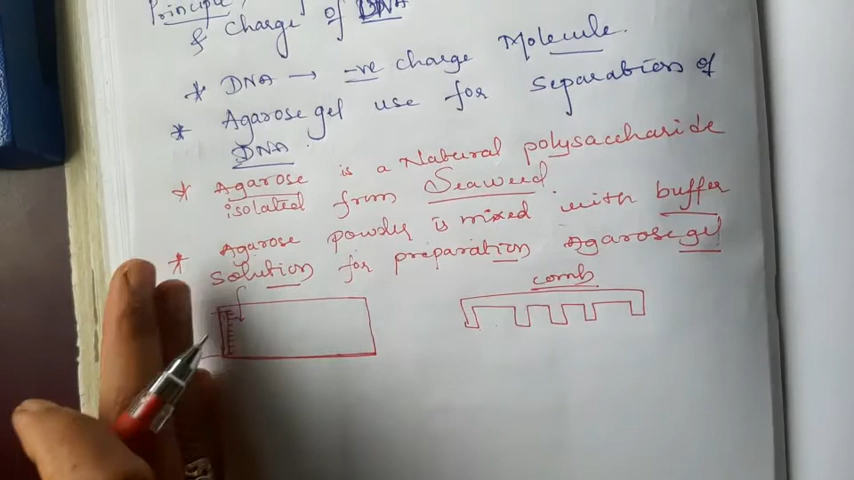 Principle
& Charge of DNA
* DNA → -ve charge Molecule.
* Agarose gel use for separation of
DNA.
* Agarose is a Natural polysaccharide
isolated from Seaweed.
* Agarose powder is mixed with buffer
solution for preparation Agarose gel
comb